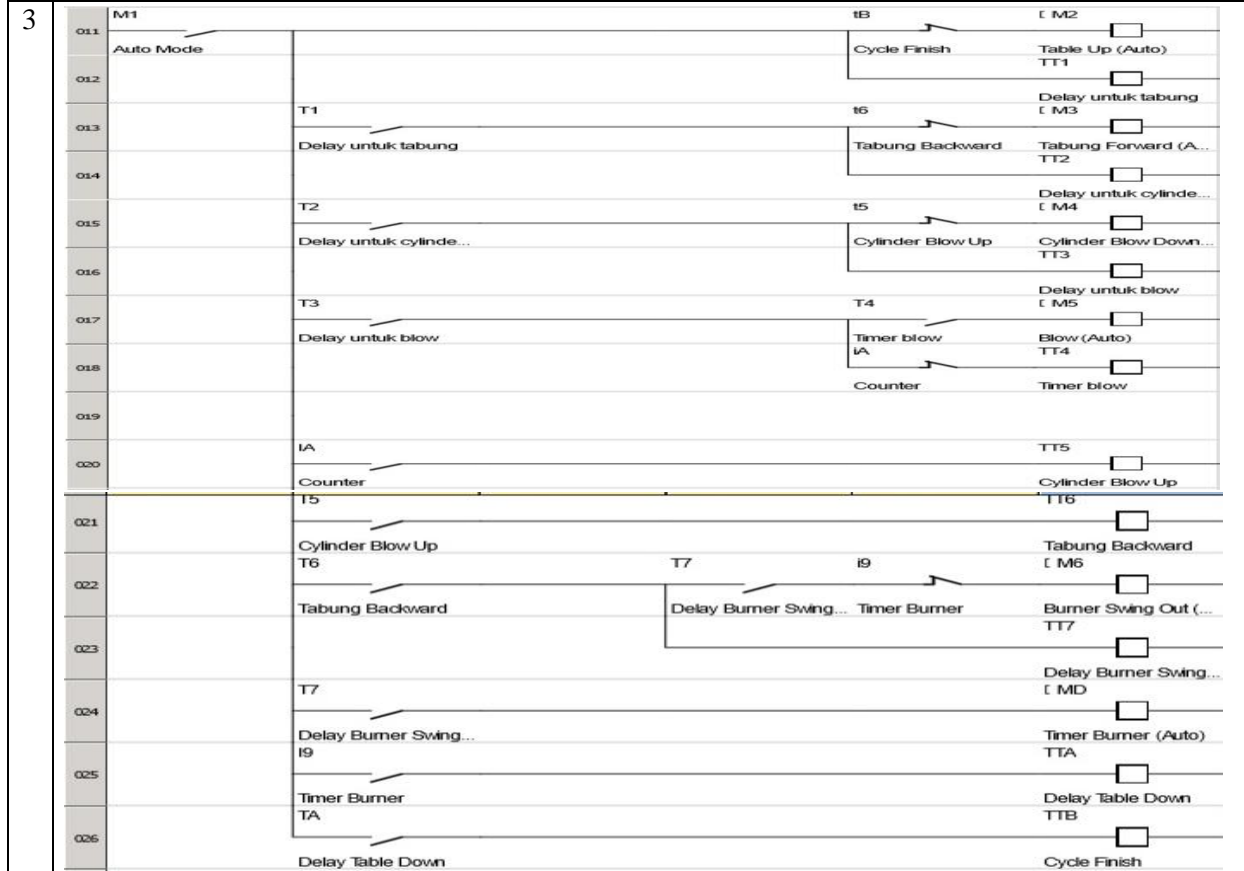 3
M1 tB [ M2
011
Auto Mode Cycle Finish Table Up (Auto)
TT1
012
Delay untuk tabung
T1 t6 [ M3
013
Delay untuk tabung Tabung Backward Tabung Forward (A...
TT2
014
Delay untuk cylinde...
T2 t5 [ M4
015
Delay untuk cylinde... Cylinder Blow Up Cylinder Blow Down...
TT3
016
Delay untuk blow
T3 T4 [ M5
017
Delay untuk blow Timer blow Blow (Auto)
iA TT4
018
Counter Timer blow
019
IA TT5
020
Counter Cylinder Blow Up
T5 TT6
021
Cylinder Blow Up Tabung Backward
T6 T7 i9 [ M6
022
Tabung Backward Delay Burner Swing... Timer Burner Burner Swing Out (...
TT7
023
Delay Burner Swing...
T7 [ MD
024
Delay Burner Swing... Timer Burner (Auto)
I9 TTA
025
Timer Burner Delay Table Down
TA TTB
026
Delay Table Down Cycle Finish